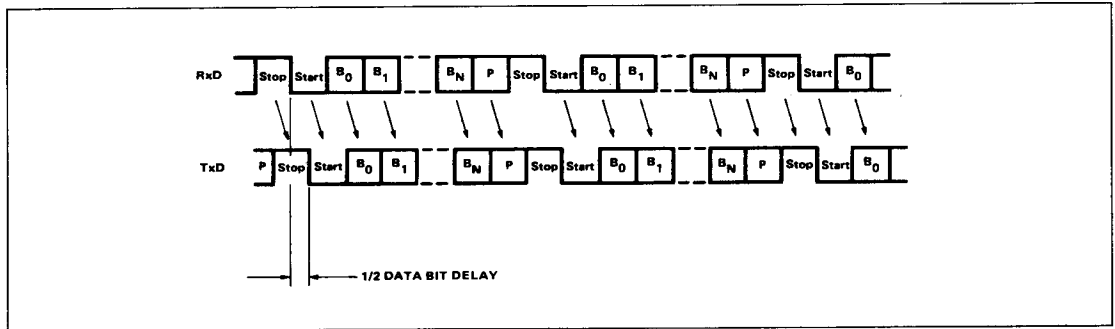 RxD Stop Start B0 B1 BN P Stop Start B0 B1 BN P Stop Start B0
TxD P Stop Start B0 B1 BN P Stop Start B0 B1 BN P Stop Start B0
1/2 DATA BIT DELAY